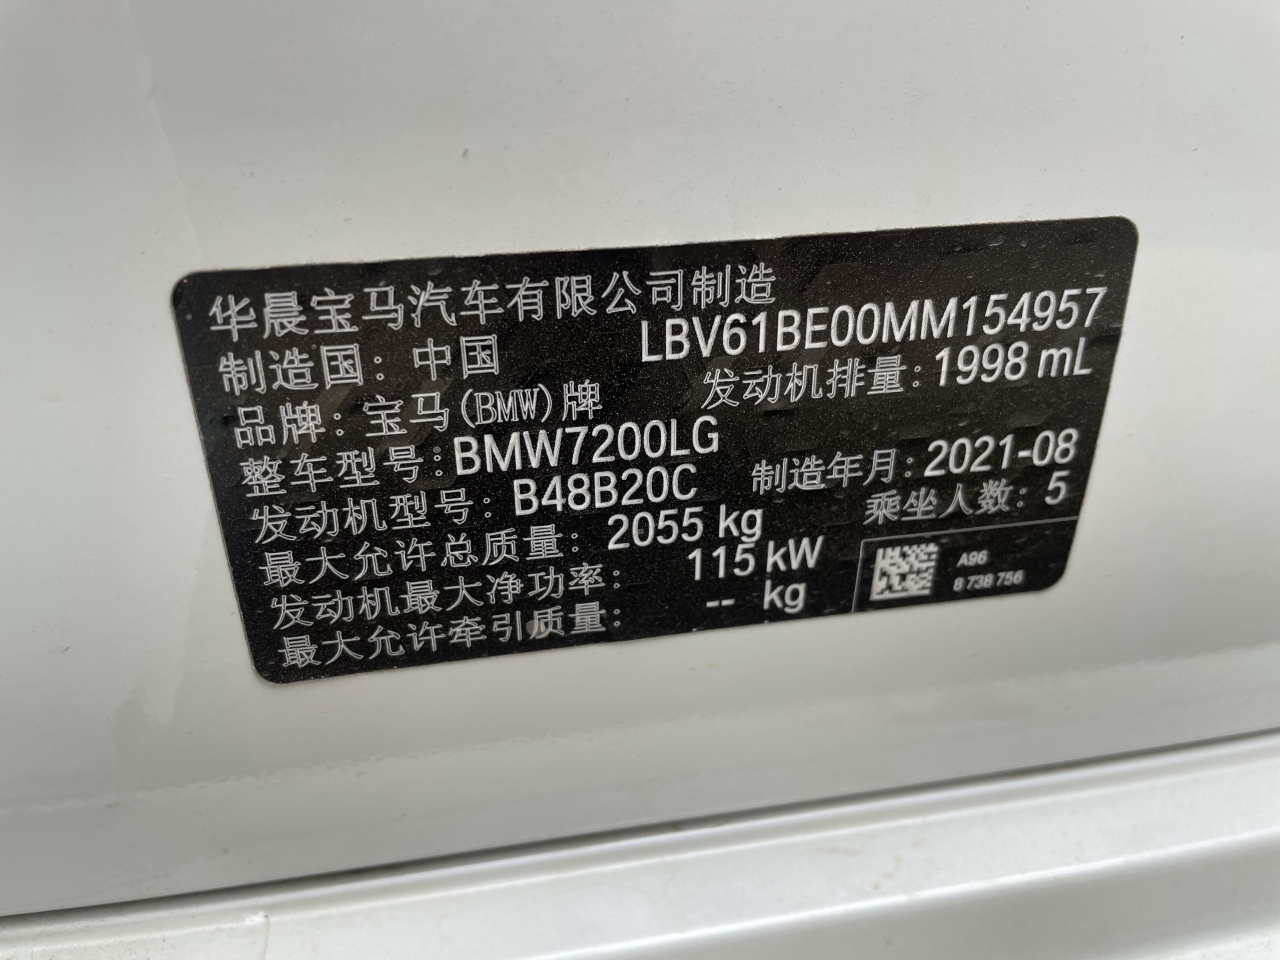 华晨宝马汽车有限公司制造
制造国：中国 LBV61BE00MM154957
品牌：宝马(BMW)牌 发动机排量：1998 mL
整车型号：BMW7200LG
发动机型号：B48B20C 制造年月：2021-08
最大允许总质量：2055 kg 乘坐人数：5
发动机最大净功率：115 kW
最大允许牵引质量：-- kg
A96
8 738 756